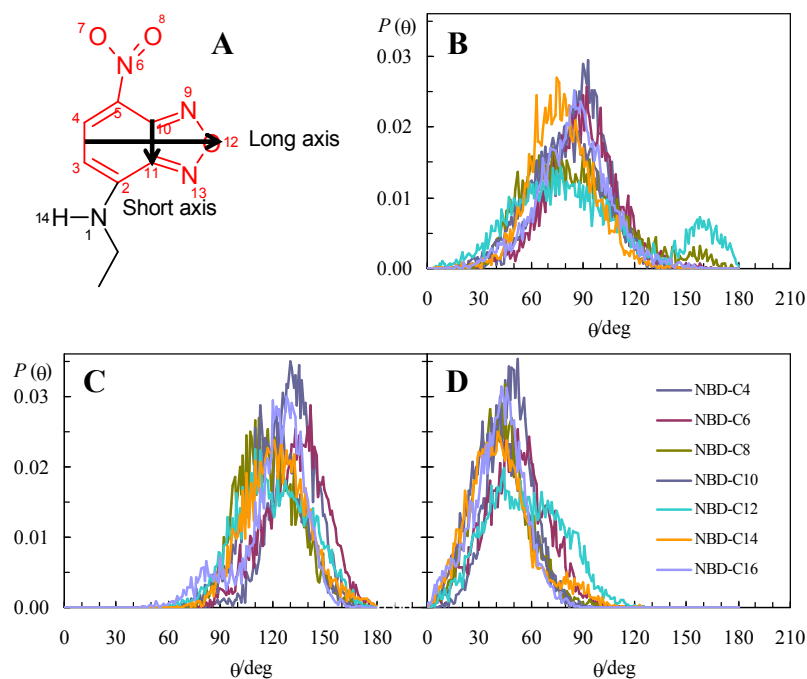 A
7
8
O
O
N
6
9
N
4
5
10
O
12
Long axis
3
11
2
N
13
Short axis
14
H
N
1
P (θ)
B
0.03
0.02
0.01
0.00
0 30 60 90 120 150 180 210
θ/deg
P (θ)
C
0.03
0.02
0.01
0.00
0 30 60 90 120 150 180
θ/deg
D
NBD-C4
NBD-C6
NBD-C8
NBD-C10
NBD-C12
NBD-C14
NBD-C16
0 30 60 90 120 150 180 210
θ/deg